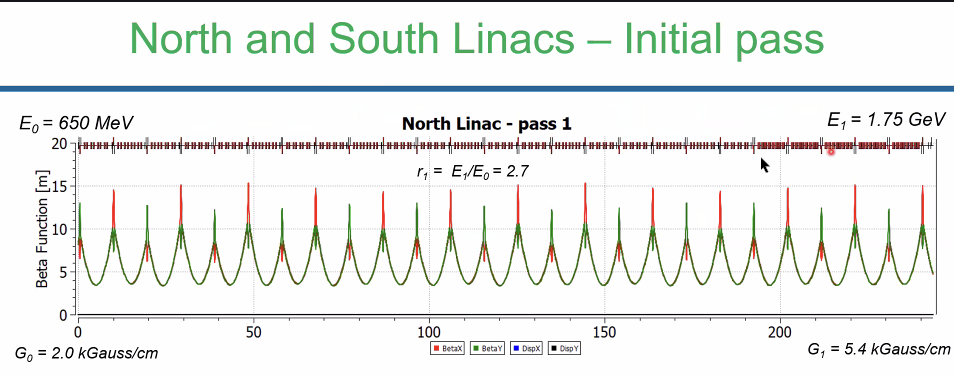 North and South Linacs – Initial pass
E0 = 650 MeV
North Linac - pass 1
E1 = 1.75 GeV
r1 = E1/E0 = 2.7
Beta Function [m]
20
15
10
5
0
0 50 100 150 200
BetaX BetaY DispX DispY
G0 = 2.0 kGauss/cm
G1 = 5.4 kGauss/cm